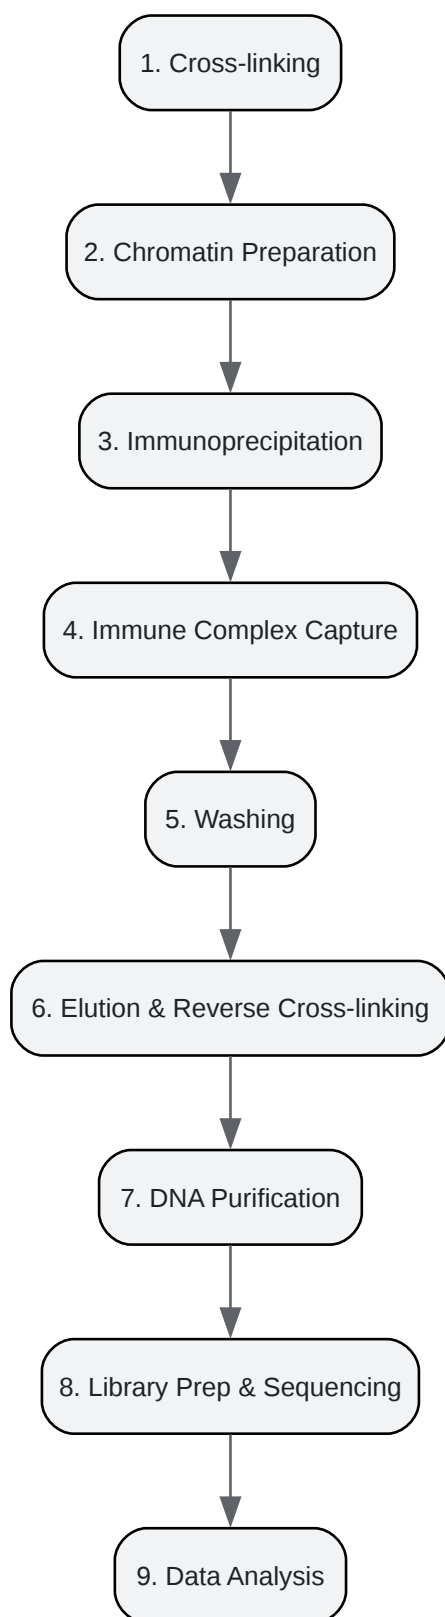 1. Cross-linking
2. Chromatin Preparation
3. Immunoprecipitation
4. Immune Complex Capture
5. Washing
6. Elution & Reverse Cross-linking
7. DNA Purification
8. Library Prep & Sequencing
9. Data Analysis